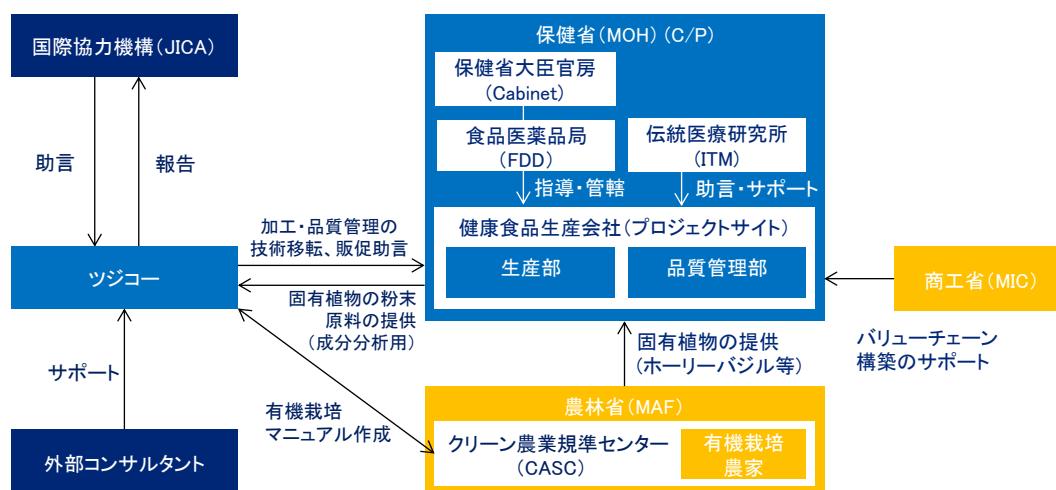 国際協力機構(JICA)
助言
報告
ツジコー
サポート
外部コンサルタント
加工・品質管理の
技術移転、販促助言
固有植物の粉末
原料の提供
(成分分析用)
有機栽培
マニュアル作成
保健省(MOH) (C/P)
保健省大臣官房
(Cabinet)
食品医薬品局
(FDD)
伝統医療研究所
(ITM)
指導・管轄
助言・サポート
健康食品生産会社(プロジェクトサイト)
生産部
品質管理部
固有植物の提供
(ホーリーバジル等)
農林省(MAF)
クリーン農業規準センター
(CASC)
有機栽培
農家
商工省(MIC)
バリューチェーン
構築のサポート